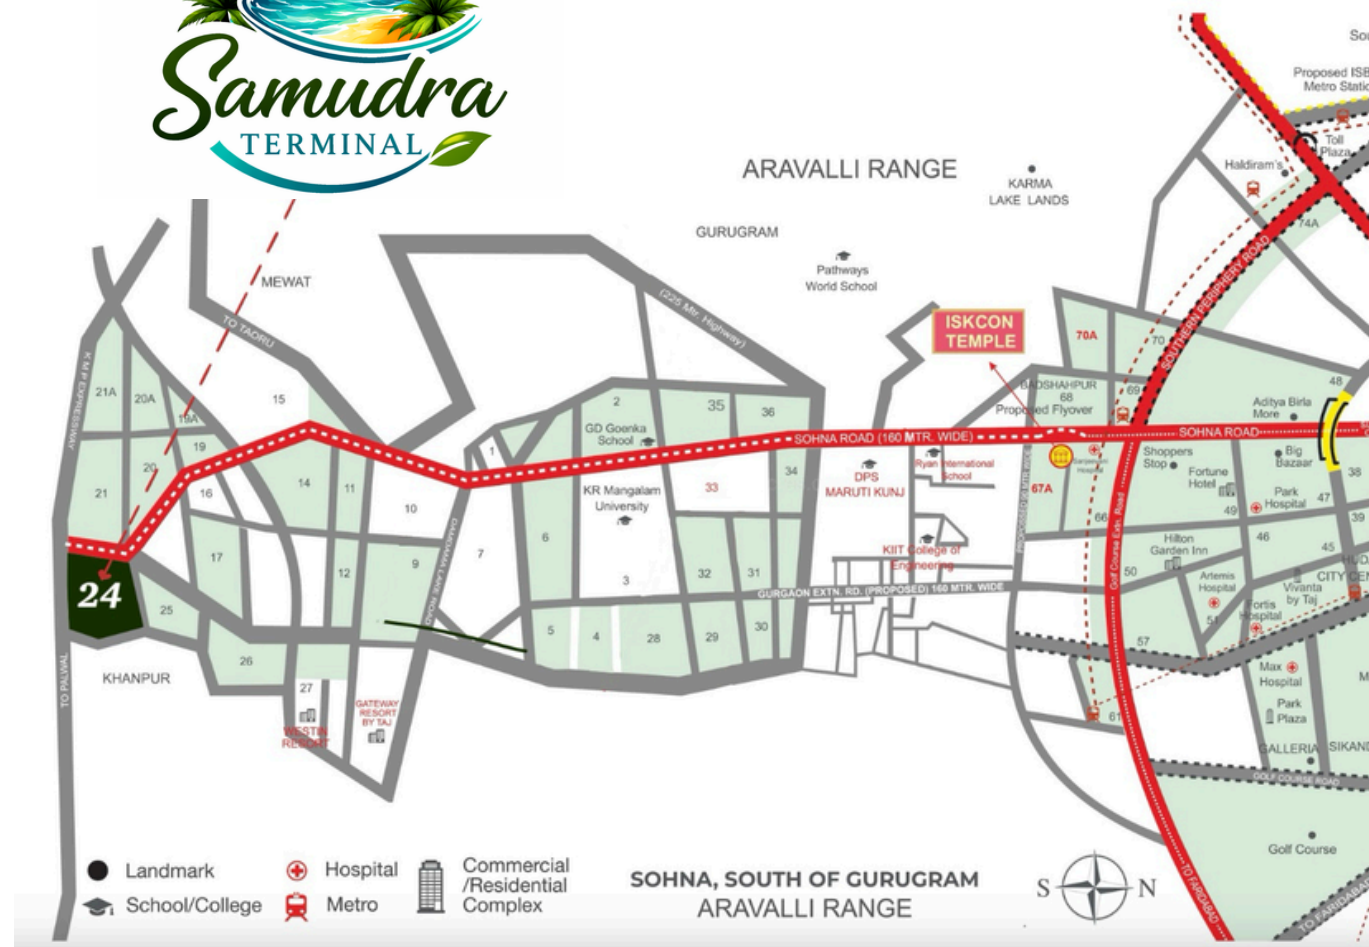 Samudra
TERMINAL
ARAVALLI RANGE
KARMA
LAKE LANDS
GURUGRAM
Pathways
World School
MEWAT
TO TAORU
(225 Mtr. Highway)
ISKCON
TEMPLE
Proposed ISB
Metro Static
Toll
Plaza
Haldiram's
74A
SOUTHERN PERIPHERY ROAD
70A
70
BADSHAHPUR
68
Proposed Flyover
69
48
Aditya Birla
More
K M P EXPRESSWAY
21A
20A
19A
19
15
20
21
16
14
11
10
17
12
9
DAMDAMA LAKE ROAD
1
7
2
GD Goenka
School
35
36
KR Mangalam
University
33
34
6
3
32
31
5
4
28
29
30
SOHNA ROAD (160 MTR. WIDE)
DPS
MARUTI KUNJ
Ryan International
School
KIIT College of
Engineering
GURGAON EXTN. RD. (PROPOSED) 160 MTR. WIDE
67A
66
SOHNA ROAD
Shoppers
Stop
Fortune
Hotel
Big
Bazaar
Park
Hospital
49
47
38
39
46
45
Hilton
Garden Inn
50
Artemis
Hospital
Vivanta
by Taj
CITY CEN
Fortis
Hospital
51
57
Golf Course Extn. Road
61
Max
Hospital
Park
Plaza
GALLERIA
SIKAND
GOLF COURSE ROAD
Golf Course
TO FARIDABAD
TO FARIDABA
24
25
26
27
WESTIN
RESORT
GATEWAY
RESORT
BY TAJ
KHANPUR
TO PALWAL
Landmark
Hospital
Commercial
/Residential
Complex
School/College
Metro
SOHNA, SOUTH OF GURUGRAM
ARAVALLI RANGE
S
N